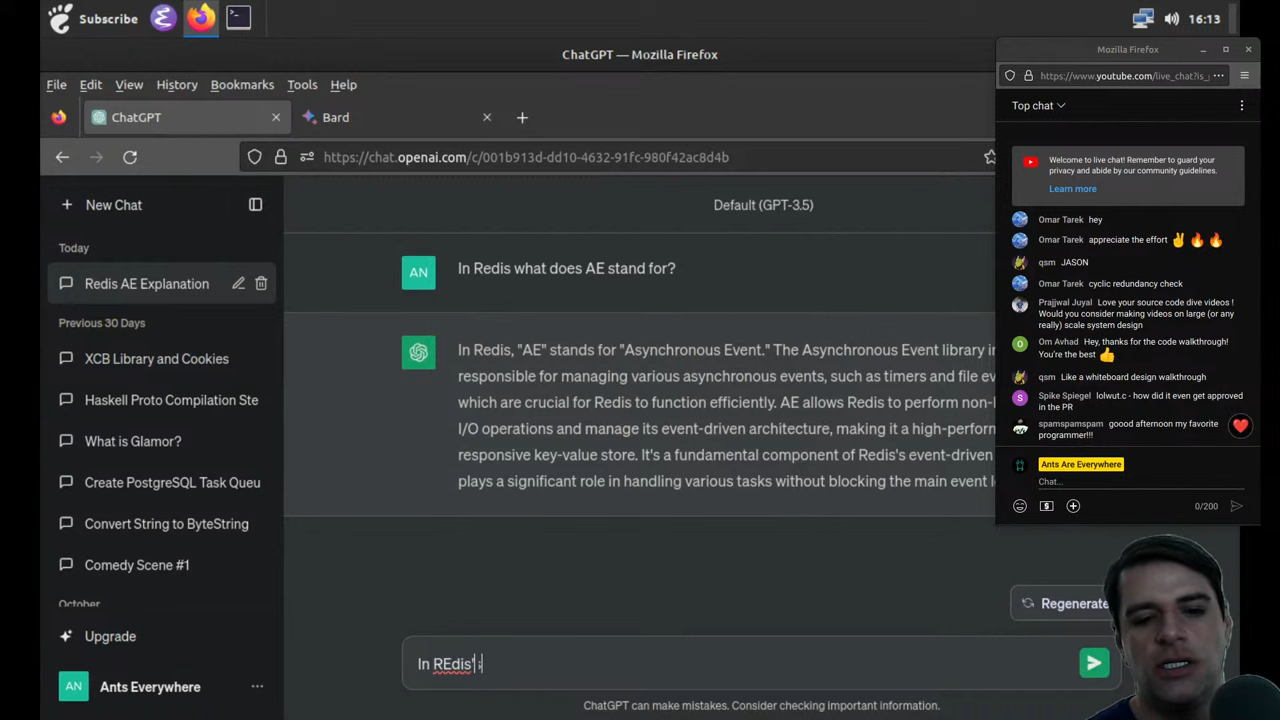 Subscribe
16:13
ChatGPT — Mozilla Firefox
File Edit View History Bookmarks Tools Help
ChatGPT
Bard
https://chat.openai.com/c/001b913d-dd10-4632-91fc-980f42ac8d4b
New Chat
Today
Redis AE Explanation
Previous 30 Days
XCB Library and Cookies
Haskell Proto Compilation Ste
What is Glamor?
Create PostgreSQL Task Queu
Convert String to ByteString
Comedy Scene #1
October
Upgrade
AN Ants Everywhere
Default (GPT-3.5)
AN In Redis what does AE stand for?
In Redis, "AE" stands for "Asynchronous Event." The Asynchronous Event library i
responsible for managing various asynchronous events, such as timers and file ev
which are crucial for Redis to function efficiently. AE allows Redis to perform non-
I/O operations and manage its event-driven architecture, making it a high-perform
responsive key-value store. It's a fundamental component of Redis's event-driven
plays a significant role in handling various tasks without blocking the main event
Regenerate
In REdis'
ChatGPT can make mistakes. Consider checking important information.
Mozilla Firefox
https://www.youtube.com/live_chat?is_
Top chat
Welcome to live chat! Remember to guard your
privacy and abide by our community guidelines.
Learn more
Omar Tarek hey
Omar Tarek appreciate the effort ✌🔥🔥
qsm JASON
Omar Tarek cyclic redundancy check
Prajjwal Juyal Love your source code dive videos !
Would you consider making videos on large (or any
really) scale system design
O Om Avhad Hey, thanks for the code walkthrough!
You're the best 👍
qsm Like a whiteboard design walkthrough
S Spike Spiegel lolwut.c - how did it even get approved
in the PR
spamspamspam goood afternoon my favorite
programmer!!!
Ants Are Everywhere
Chat...
0/200